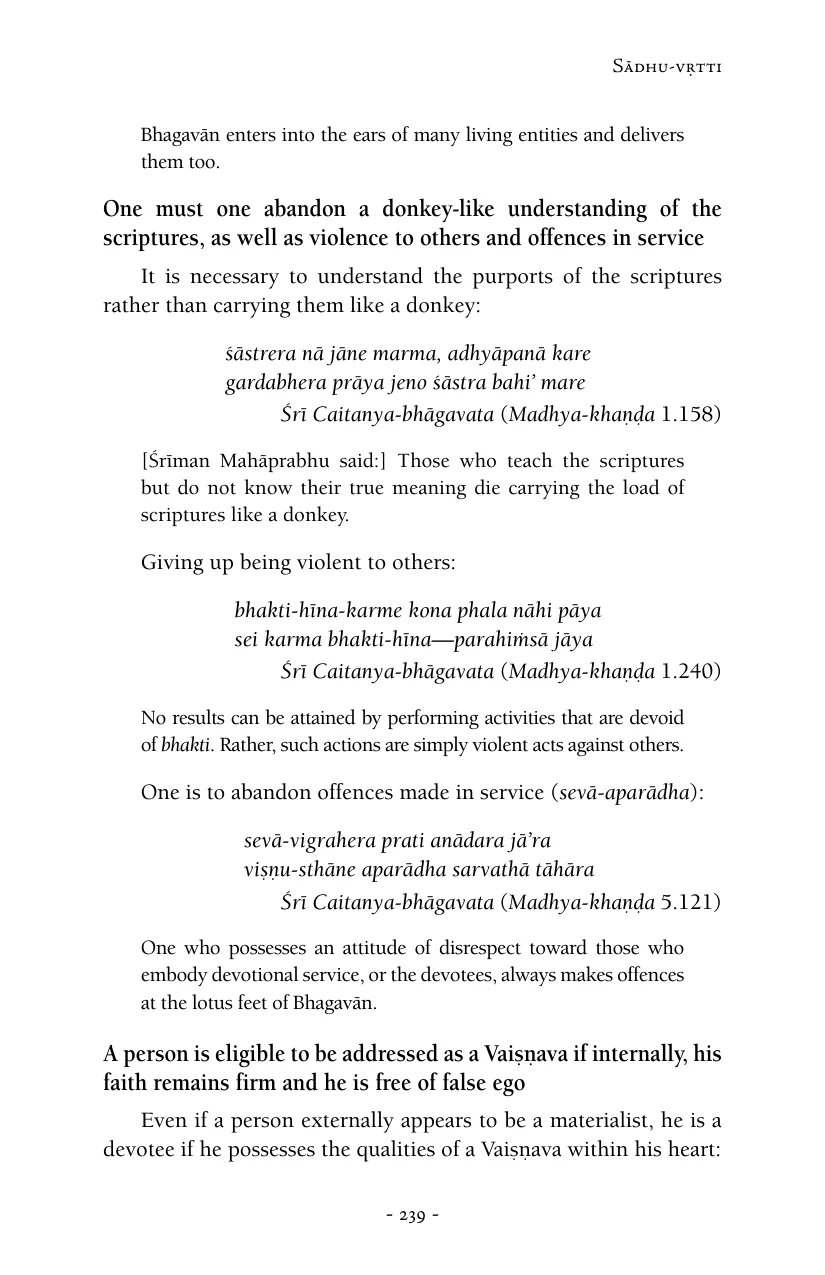 Sādhu-vṛtti
Bhagavān enters into the ears of many living entities and delivers
them too.
One must one abandon a donkey-like understanding of the
scriptures, as well as violence to others and offences in service
It is necessary to understand the purports of the scriptures
rather than carrying them like a donkey:
śāstrera nā jāne marma, adhyāpanā kare
gardabhera prāya jeno śāstra bahi’ mare
Śrī Caitanya-bhāgavata (Madhya-khaṇḍa 1.158)
[Śrīman Mahāprabhu said:] Those who teach the scriptures
but do not know their true meaning die carrying the load of
scriptures like a donkey.
Giving up being violent to others:
bhakti-hīna-karme kona phala nāhi pāya
sei karma bhakti-hīna—parahiṁsā jāya
Śrī Caitanya-bhāgavata (Madhya-khaṇḍa 1.240)
No results can be attained by performing activities that are devoid
of bhakti. Rather, such actions are simply violent acts against others.
One is to abandon offences made in service (sevā-aparādha):
sevā-vigrahera prati anādara jā’ra
viṣṇu-sthāne aparādha sarvathā tāhāra
Śrī Caitanya-bhāgavata (Madhya-khaṇḍa 5.121)
One who possesses an attitude of disrespect toward those who
embody devotional service, or the devotees, always makes offences
at the lotus feet of Bhagavān.
A person is eligible to be addressed as a Vaiṣṇava if internally, his
faith remains firm and he is free of false ego
Even if a person externally appears to be a materialist, he is a
devotee if he possesses the qualities of a Vaiṣṇava within his heart:
- 239 -